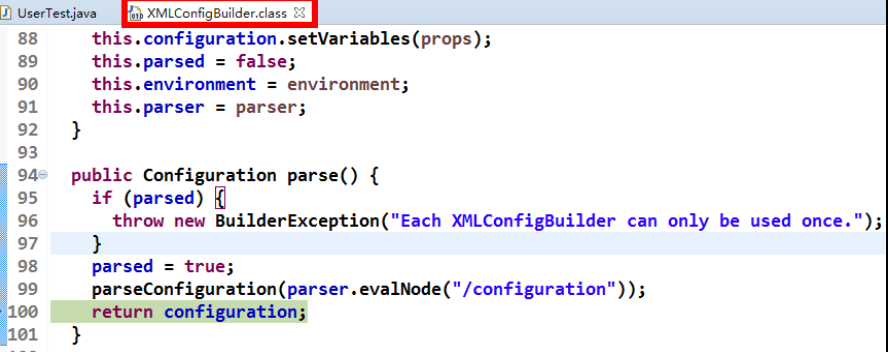 UserTest.java XMLConfigBuilder.class
88 this.configuration.setVariables(props);
89 this.parsed = false;
90 this.environment = environment;
91 this.parser = parser;
92 }
93
94 public Configuration parse() {
95 if (parsed) {
96 throw new BuilderException("Each XMLConfigBuilder can only be used once.");
97 }
98 parsed = true;
99 parseConfiguration(parser.evalNode("/configuration"));
100 return configuration;
101 }